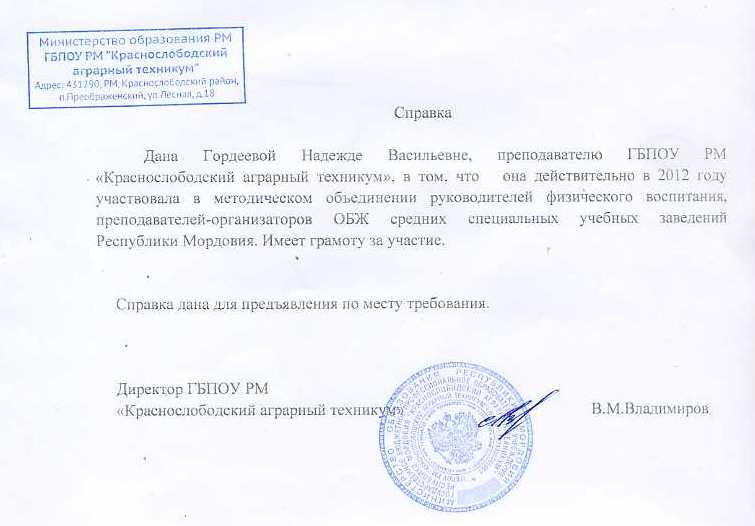 Министерство образования РМ
ГБПОУ РМ "Краснослободский
аграрный техникум"
Адрес: 431290, РМ, Краснослободский район,
п.Преображенский, ул.Лесная, д.18
Справка
Дана Гордеевой Надежде Васильевне, преподавателю ГБПОУ РМ
«Краснослободский аграрный техникум», в том, что она действительно в 2012 году
участвовала в методическом объединении руководителей физического воспитания,
преподавателей-организаторов ОБЖ средних специальных учебных заведений
Республики Мордовия. Имеет грамоту за участие.
Справка дана для предъявления по месту требования.
Директор ГБПОУ РМ
«Краснослободский аграрный техникум»
В.М.Владимиров